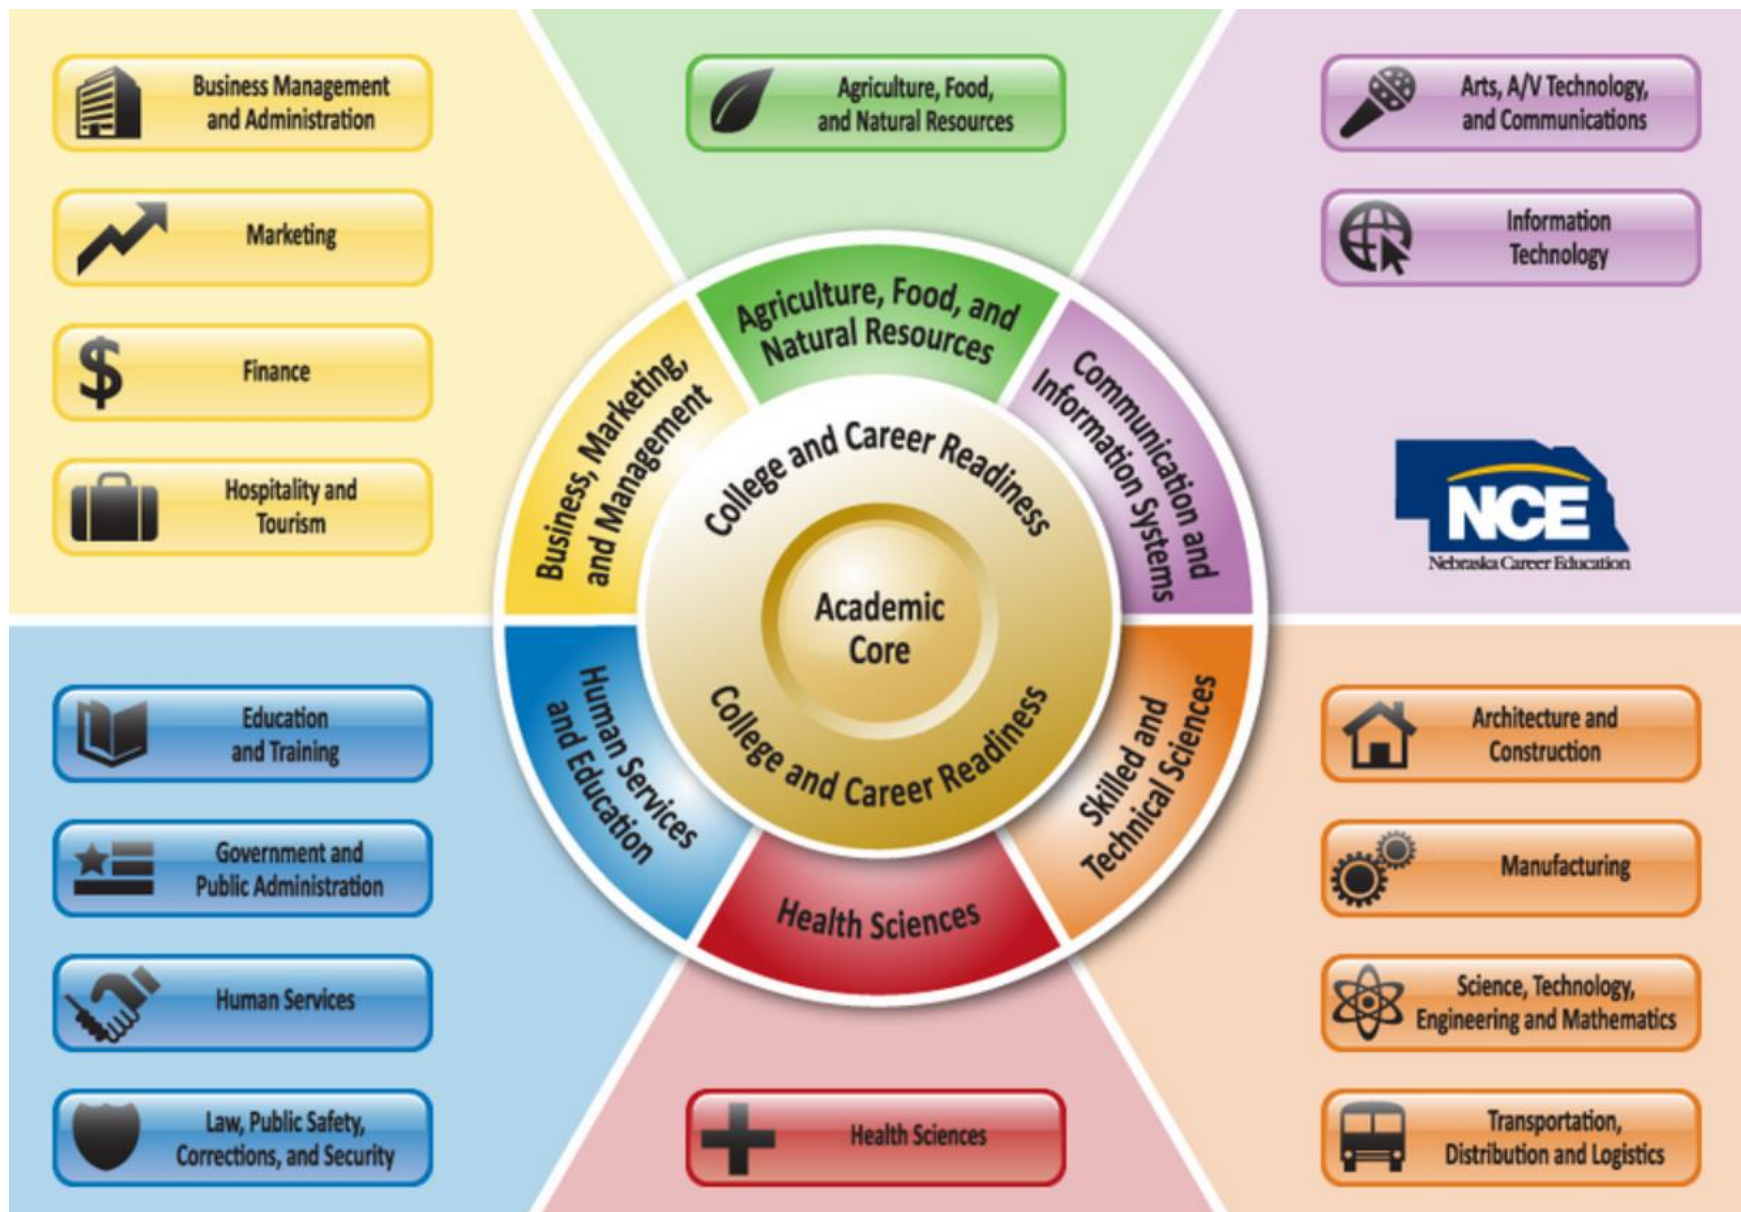 Business Management
and Administration
Marketing
Finance
Hospitality and
Tourism
Agriculture, Food,
and Natural Resources
Arts, A/V Technology,
and Communications
Information
Technology
NCE
Nebraska Career Education
Agriculture, Food, and
Natural Resources
Business, Marketing,
and Management
Communication and
Information Systems
College and Career Readiness
Academic
Core
College and Career Readiness
Human Services
and Education
Skilled and
Technical Sciences
Health Sciences
Education
and Training
Government and
Public Administration
Human Services
Law, Public Safety,
Corrections, and Security
Health Sciences
Architecture and
Construction
Manufacturing
Science, Technology,
Engineering and Mathematics
Transportation,
Distribution and Logistics